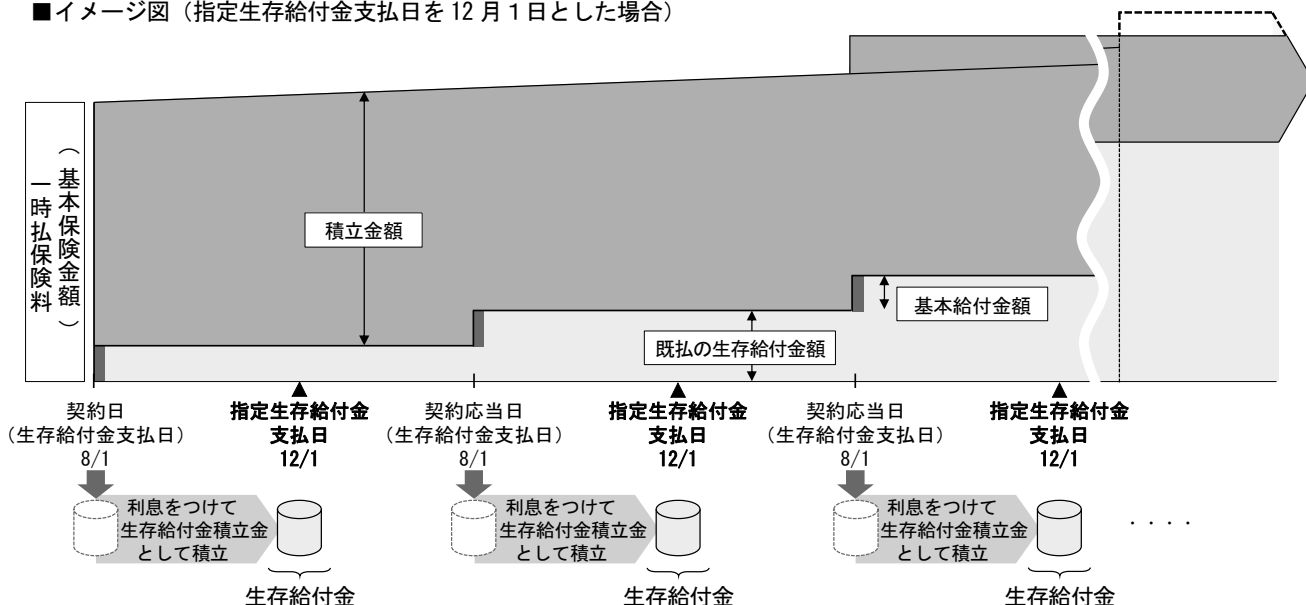 ■イメージ図（指定生存給付金支払日を 12 月１日とした場合）
一時払保険料
（基本保険金額）
積立金額
基本給付金額
既払の生存給付金額
契約日
（生存給付金支払日）
8/1
指定生存給付金
支払日
12/1
契約応当日
（生存給付金支払日）
8/1
指定生存給付金
支払日
12/1
契約応当日
（生存給付金支払日）
8/1
指定生存給付金
支払日
12/1
利息をつけて
生存給付金積立金
として積立
利息をつけて
生存給付金積立金
として積立
利息をつけて
生存給付金積立金
として積立
・・・・
生存給付金
生存給付金
生存給付金